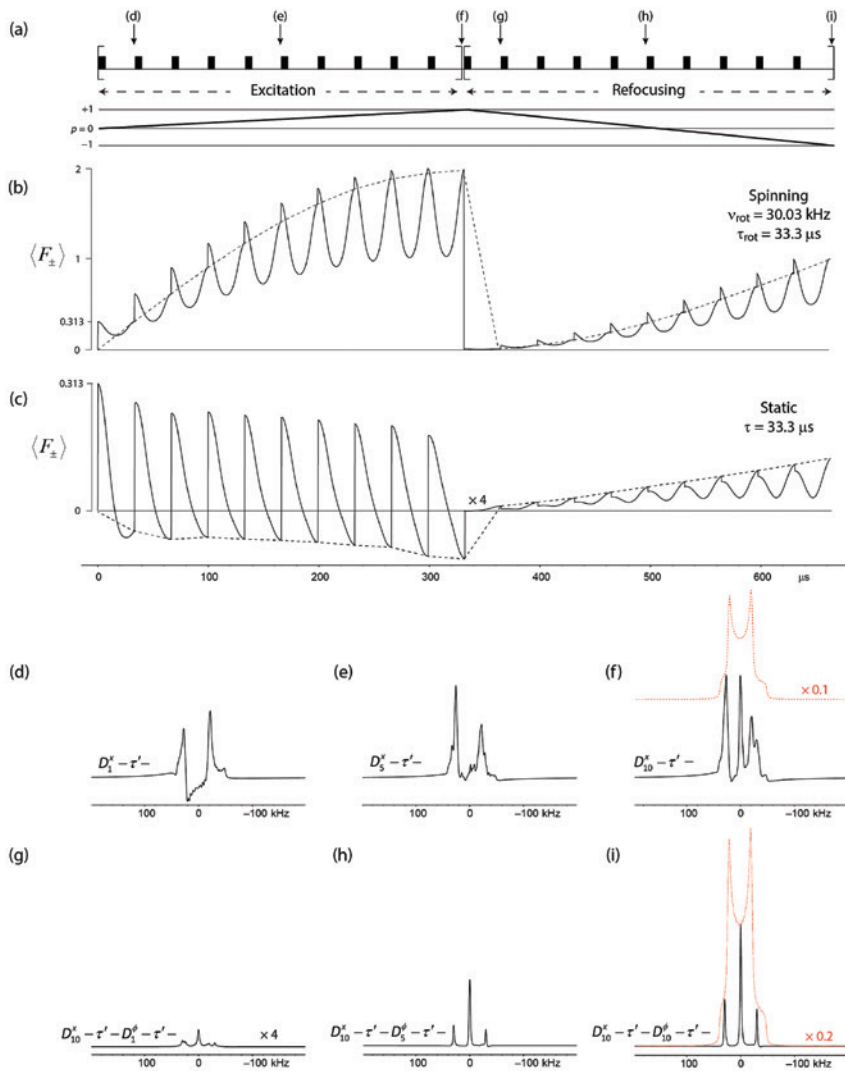 (a)
(d) (e) (f) (g) (h) (i)
Excitation Refocusing
+1
p = 0
−1
(b)
2
1
0.313
0
⟨F±⟩
Spinning
νrot = 30.03 kHz
τrot = 33.3 µs
(c)
0.313
0
⟨F±⟩
Static
τ = 33.3 µs
× 4
0 100 200 300 400 500 600 µs
(d) (e) (f)
× 0.1
D₁ˣ − τ′ − D₅ˣ − τ′ − D₁₀ˣ − τ′ −
100 0 −100 kHz 100 0 −100 kHz 100 0 −100 kHz
(g) (h) (i)
D₁₀ˣ − τ′ − D₁ᵠ − τ′ − × 4 D₁₀ˣ − τ′ − D₅ᵠ − τ′ − D₁₀ˣ − τ′ − D₁₀ᵠ − τ′ − × 0.2
100 0 −100 kHz 100 0 −100 kHz 100 0 −100 kHz